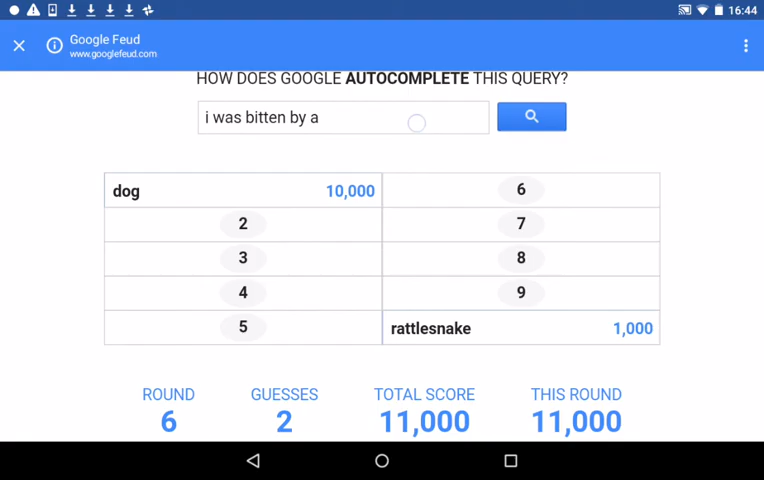 16:44
Google Feud
www.googlefeud.com
HOW DOES GOOGLE AUTOCOMPLETE THIS QUERY?
i was bitten by a
dog 10,000
2
3
4
5
6
7
8
9
rattlesnake 1,000
ROUND GUESSES TOTAL SCORE THIS ROUND
6 2 11,000 11,000